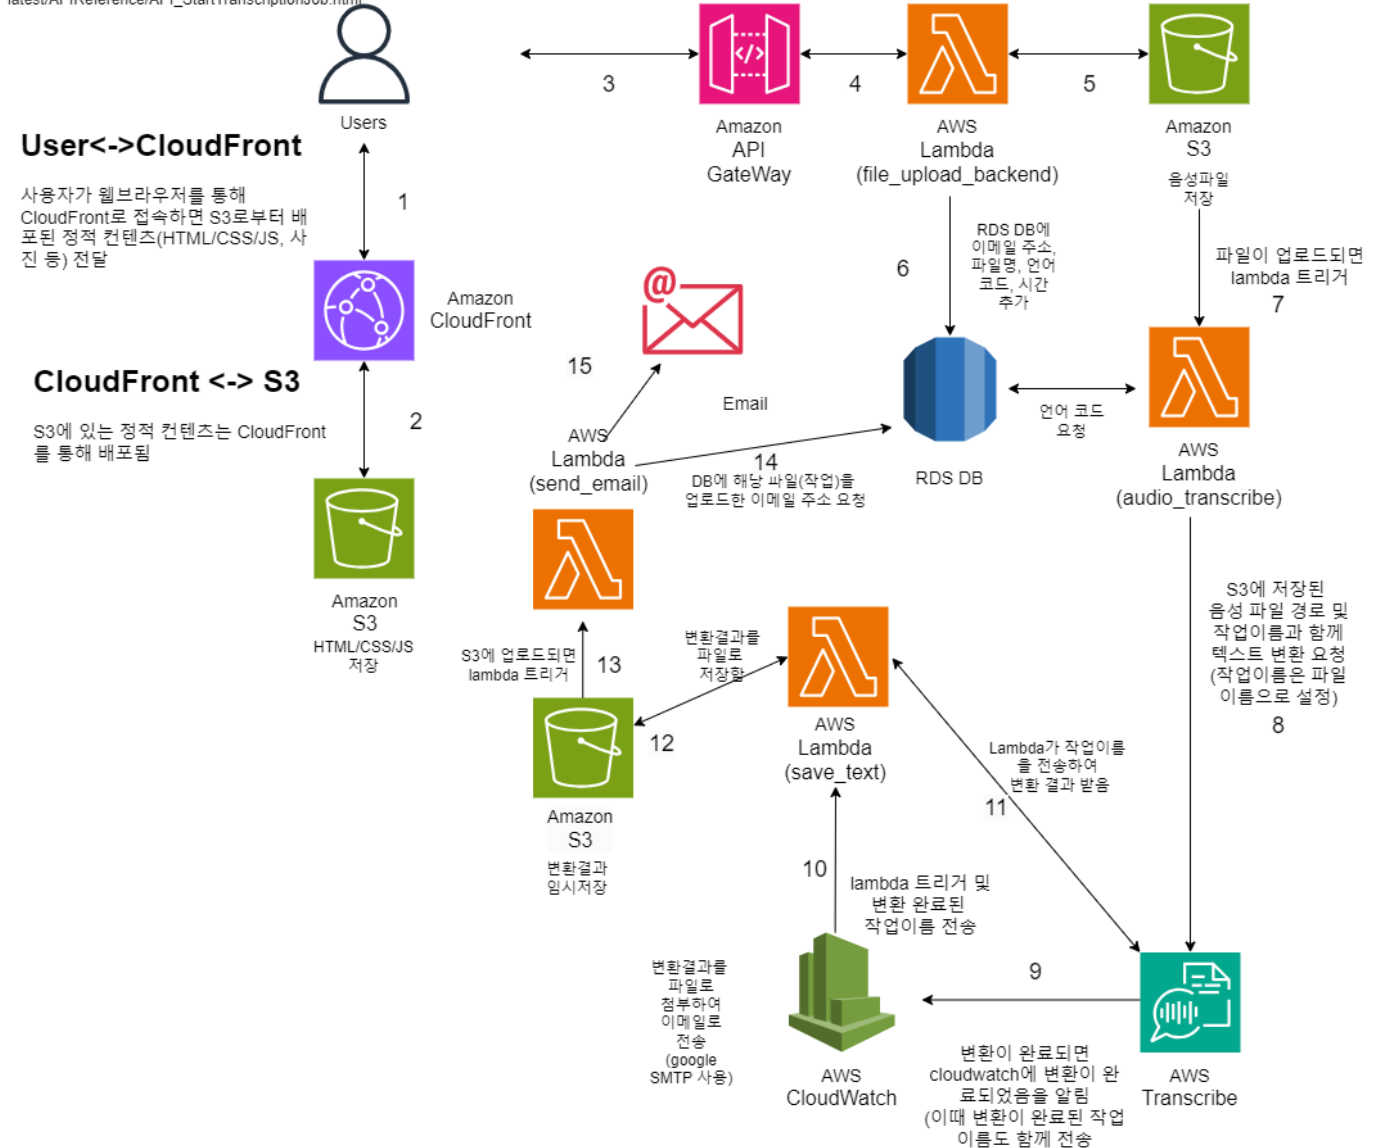 latest/APIReference/API_StartTranscriptionJob.html
Users
User<->CloudFront
사용자가 웹브라우저를 통해
CloudFront로 접속하면 S3로부터 배
포된 정적 컨텐츠(HTML/CSS/JS, 사
진 등) 전달
1
Amazon
CloudFront
CloudFront <-> S3
S3에 있는 정적 컨텐츠는 CloudFront
를 통해 배포됨
2
Amazon
S3
HTML/CSS/JS
저장
3
Amazon
API
GateWay
4
AWS
Lambda
(file_upload_backend)
5
Amazon
S3
음성파일
저장
6
RDS DB에
이메일 주소,
파일명, 언어
코드, 시간
추가
파일이 업로드되면
lambda 트리거
7
RDS DB
언어 코드
요청
AWS
Lambda
(audio_transcribe)
S3에 저장된
음성 파일 경로 및
작업이름과 함께
텍스트 변환 요청
(작업이름은 파일
이름으로 설정)
8
AWS
Transcribe
9
변환이 완료되면
cloudwatch에 변환이 완
료되었음을 알림
(이때 변환이 완료된 작업
이름도 함께 전송
AWS
CloudWatch
10
lambda 트리거 및
변환 완료된
작업이름 전송
AWS
Lambda
(save_text)
Lambda가 작업이름
을 전송하여
변환 결과 받음
11
변환결과를
파일로
저장함
12
Amazon
S3
변환결과
임시저장
S3에 업로드되면
lambda 트리거
13
AWS
Lambda
(send_email)
14
DB에 해당 파일(작업)을
업로드한 이메일 주소 요청
15
@
Email
변환결과를
파일로
첨부하여
이메일로
전송
(google
SMTP 사용)